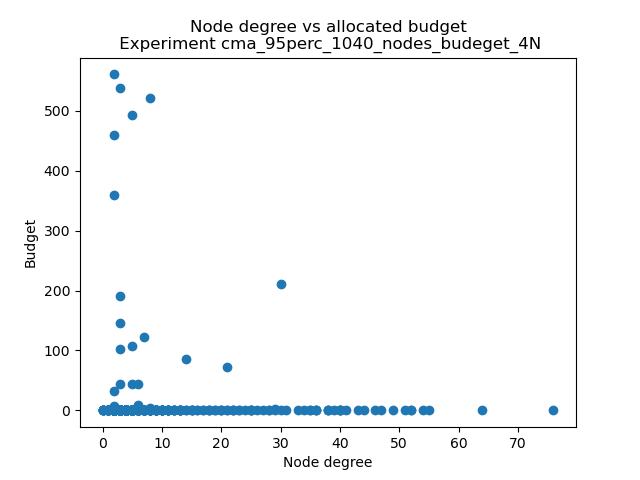 Node degree vs allocated budget
Experiment cma_95perc_1040_nodes_budeget_4N
500
400
300
200
100
0
Budget
0 10 20 30 40 50 60 70
Node degree